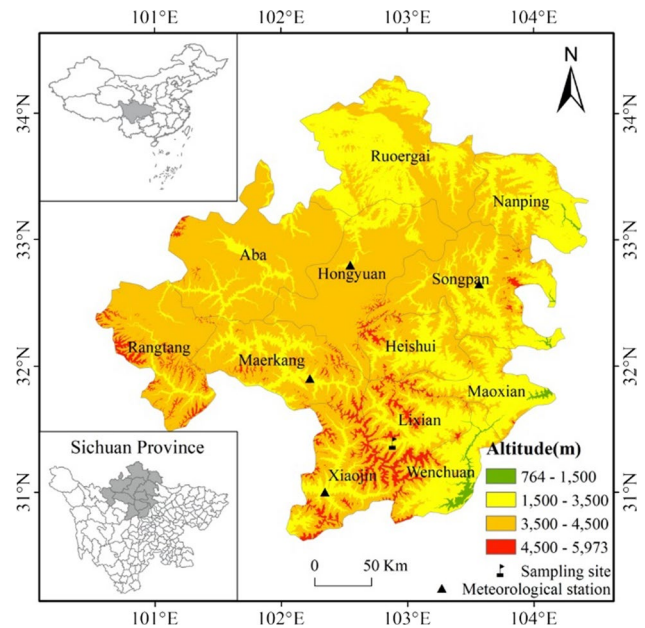 101°E 102°E 103°E 104°E
N
34°N 34°N
Ruoergai
Nanping
33°N 33°N
Aba
Hongyuan
Songpan
Rangtang
Maerkang
Heishui
32°N 32°N
Maoxian
Lixian
Sichuan Province
Altitude(m)
Xiaojin
Wenchuan
764 - 1,500
31°N 31°N
1,500 - 3,500
3,500 - 4,500
4,500 - 5,973
0 50 Km
Sampling site
Meteorological station
101°E 102°E 103°E 104°E